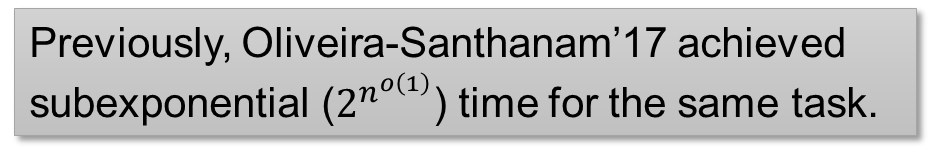 Previously, Oliveira-Santhanam’17 achieved
subexponential (2^{n^{o(1)}}) time for the same task.